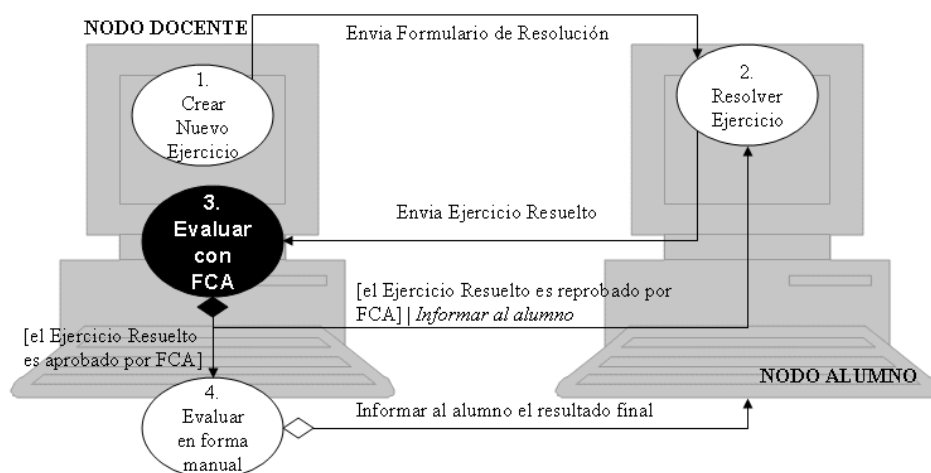 NODO DOCENTE
Envia Formulario de Resolución
1.
Crear
Nuevo
Ejercicio
2.
Resolver
Ejercicio
3.
Evaluar
con
FCA
Envia Ejercicio Resuelto
[el Ejercicio Resuelto es reprobado por
FCA] | Informar al alumno
[el Ejercicio Resuelto
es aprobado por FCA]
NODO ALUMNO
4.
Evaluar
en forma
manual
Informar al alumno el resultado final